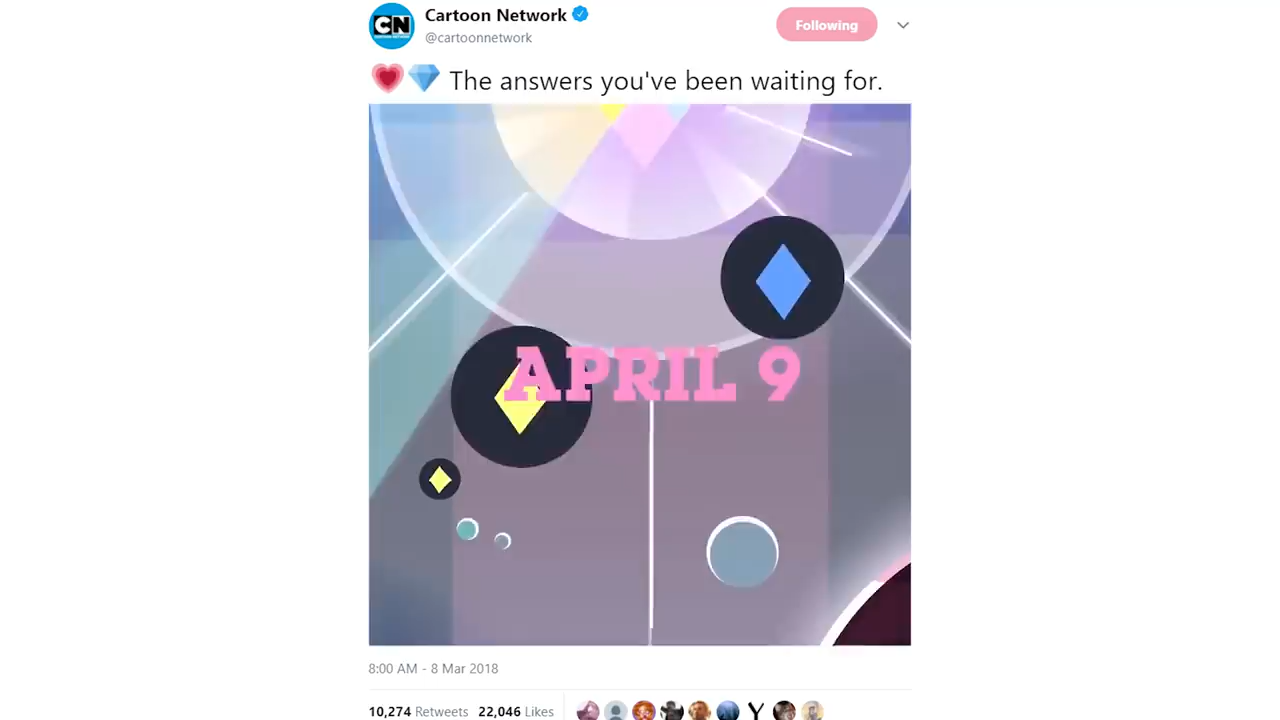 CN
Cartoon Network
Following
@cartoonnetwork
The answers you've been waiting for.
APRIL 9
8:00 AM - 8 Mar 2018
10,274 Retweets 22,046 Likes
Y